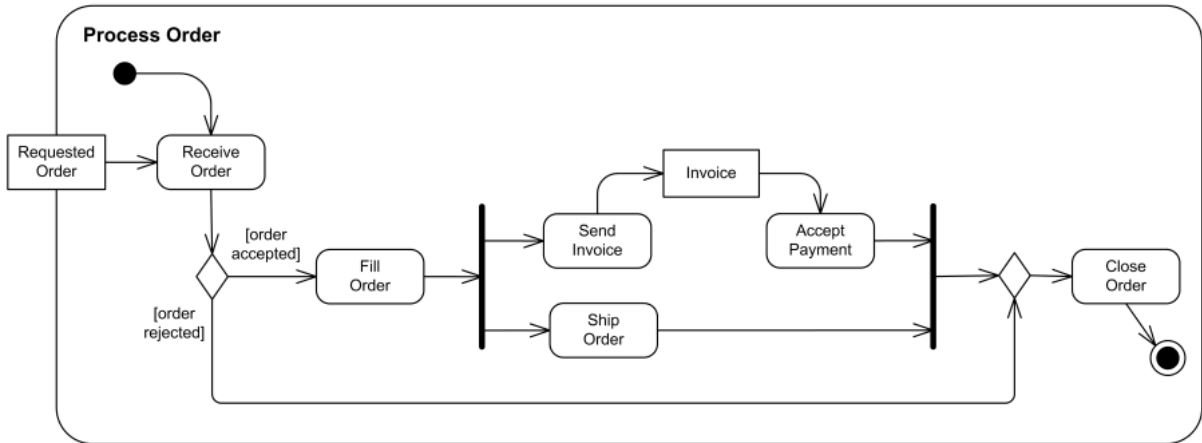 Process Order
Requested
Order
Receive
Order
[order
accepted]
[order
rejected]
Fill
Order
Send
Invoice
Invoice
Accept
Payment
Ship
Order
Close
Order